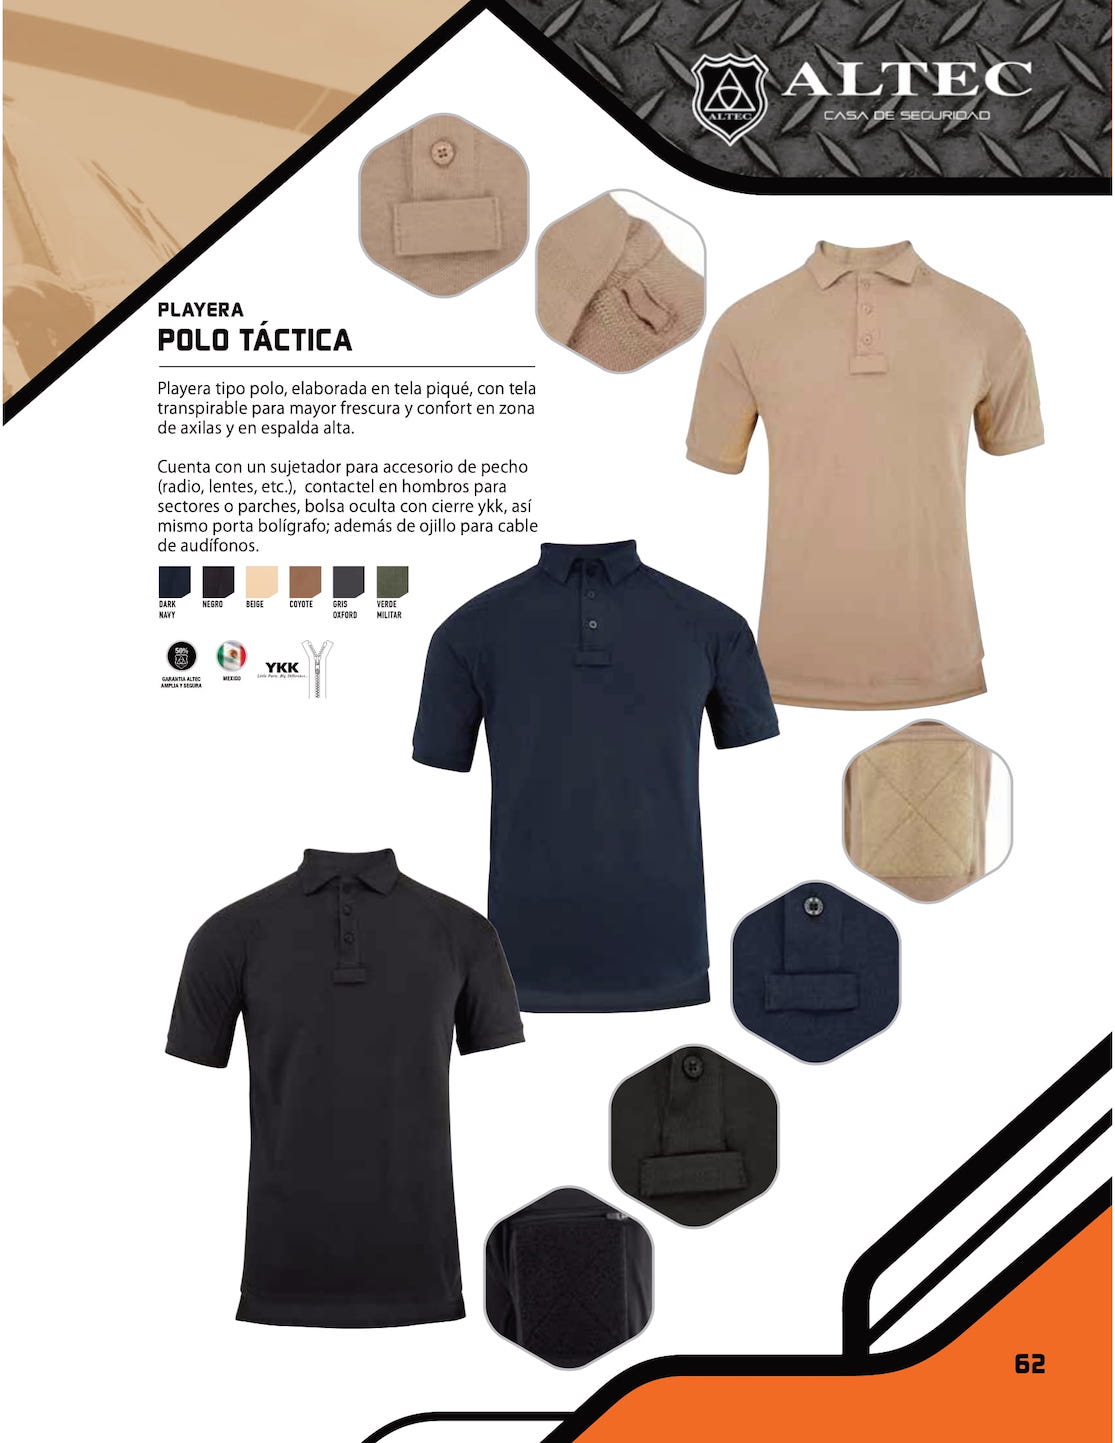 ALTEC
ALTEC
CASA DE SEGURIDAD
PLAYERA
POLO TÁCTICA
Playera tipo polo, elaborada en tela piqué, con tela
transpirable para mayor frescura y confort en zona
de axilas y en espalda alta.
Cuenta con un sujetador para accesorio de pecho
(radio, lentes, etc.), contactel en hombros para
sectores o parches, bolsa oculta con cierre ykk, así
mismo porta bolígrafo; además de ojillo para cable
de audífonos.
DARK
NAVY
NEGRO
BEIGE
COYOTE
GRIS
OXFORD
VERDE
MILITAR
50%
GARANTIA ALTEC
AMPLIA Y SEGURA
MEXICO
YKK
Little Parts. Big Difference.
62